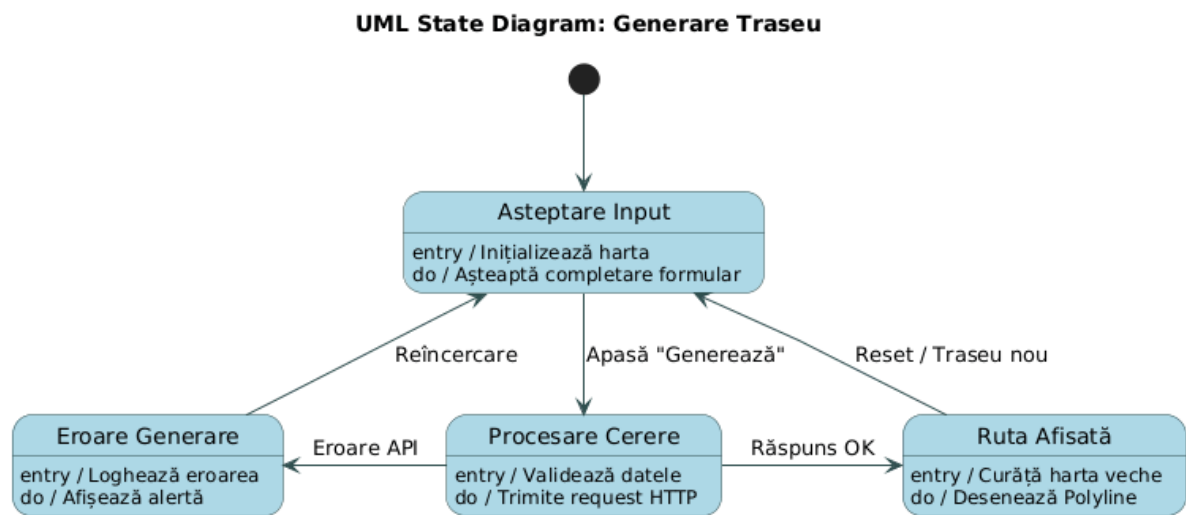 UML State Diagram: Generare Traseu
Asteptare Input
entry / Inițializează harta
do / Așteaptă completare formular
Reîncercare
Apasă "Generează"
Reset / Traseu nou
Eroare Generare
entry / Loghează eroarea
do / Afișează alertă
Eroare API
Procesare Cerere
entry / Validează datele
do / Trimite request HTTP
Răspuns OK
Ruta Afisată
entry / Curăță harta veche
do / Desenează Polyline